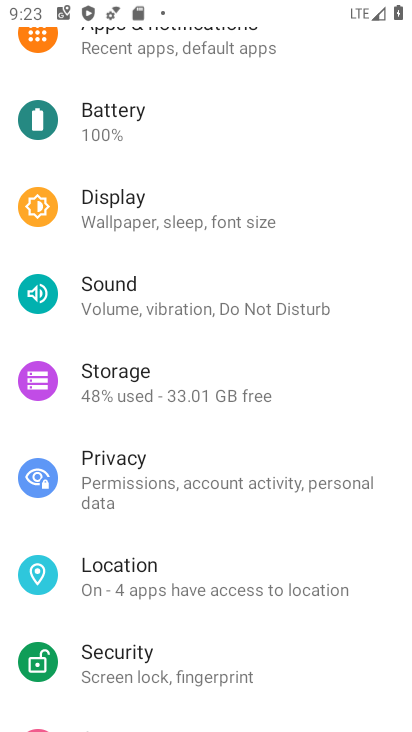 9:23
LTE
Apps & notifications
Recent apps, default apps
Battery
100%
Display
Wallpaper, sleep, font size
Sound
Volume, vibration, Do Not Disturb
Storage
48% used - 33.01 GB free
Privacy
Permissions, account activity, personal
data
Location
On - 4 apps have access to location
Security
Screen lock, fingerprint